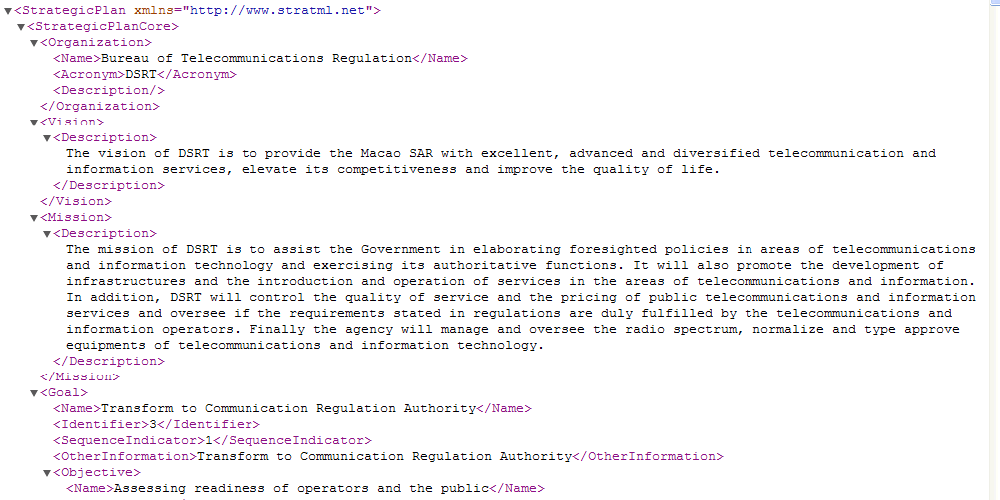 <StrategicPlan xmlns="http://www.stratml.net">
<StrategicPlanCore>
<Organization>
<Name>Bureau of Telecommunications Regulation</Name>
<Acronym>DSRT</Acronym>
<Description/>
</Organization>
<Vision>
<Description>
The vision of DSRT is to provide the Macao SAR with excellent, advanced and diversified telecommunication and
information services, elevate its competitiveness and improve the quality of life.
</Description>
</Vision>
<Mission>
<Description>
The mission of DSRT is to assist the Government in elaborating foresighted policies in areas of telecommunications
and information technology and exercising its authoritative functions. It will also promote the development of
infrastructures and the introduction and operation of services in the areas of telecommunications and information.
In addition, DSRT will control the quality of service and the pricing of public telecommunications and information
services and oversee if the requirements stated in regulations are duly fulfilled by the telecommunications and
information operators. Finally the agency will manage and oversee the radio spectrum, normalize and type approve
equipments of telecommunications and information technology.
</Description>
</Mission>
<Goal>
<Name>Transform to Communication Regulation Authority</Name>
<Identifier>3</Identifier>
<SequenceIndicator>1</SequenceIndicator>
<OtherInformation>Transform to Communication Regulation Authority</OtherInformation>
<Objective>
<Name>Assessing readiness of operators and the public</Name>